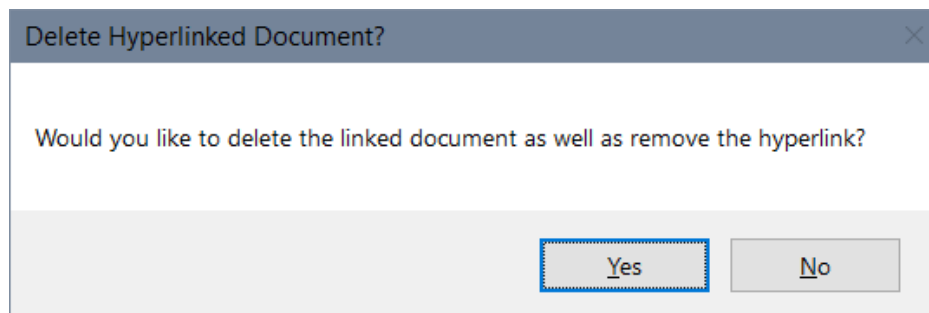 Delete Hyperlinked Document?
Would you like to delete the linked document as well as remove the hyperlink?
Yes No